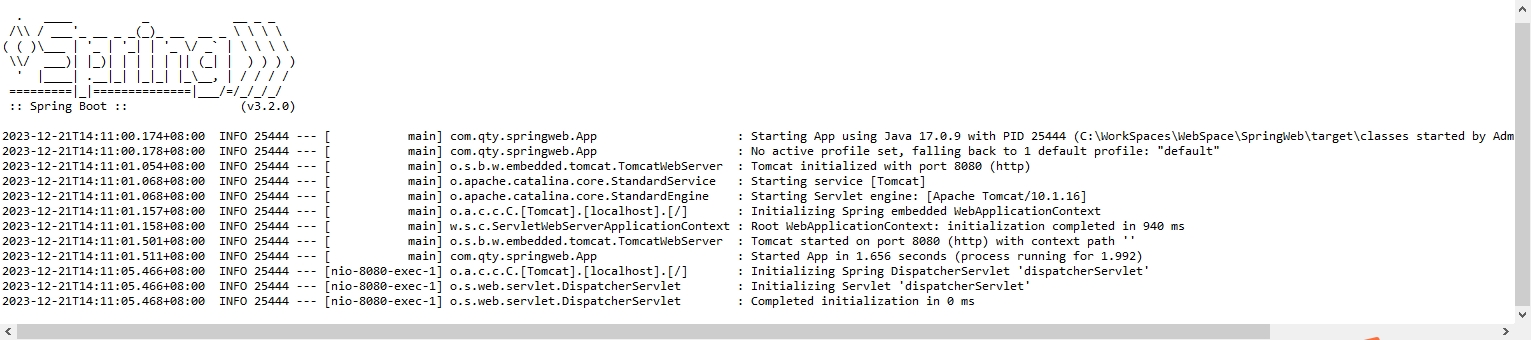 .   ____          _            __ _ _
 /\\ / ___'_ __ _ _(_)_ __  __ _ \ \ \ \
( ( )\___ | '_ | '_| | '_ \/ _` | \ \ \ \
 \\/  ___)| |_)| | | | | || (_| |  ) ) ) )
  '  |____| .__|_| |_|_| |_\__, | / / / /
 =========|_|==============|___/=/_/_/_/
 :: Spring Boot ::                (v3.2.0)
2023-12-21T14:11:00.174+08:00  INFO 25444 --- [           main] com.qty.springweb.App                    : Starting App using Java 17.0.9 with PID 25444 (C:\WorkSpaces\WebSpace\SpringWeb\target\classes started by Adm
2023-12-21T14:11:00.178+08:00  INFO 25444 --- [           main] com.qty.springweb.App                    : No active profile set, falling back to 1 default profile: "default"
2023-12-21T14:11:01.054+08:00  INFO 25444 --- [           main] o.s.b.w.embedded.tomcat.TomcatWebServer  : Tomcat initialized with port 8080 (http)
2023-12-21T14:11:01.068+08:00  INFO 25444 --- [           main] o.apache.catalina.core.StandardService   : Starting service [Tomcat]
2023-12-21T14:11:01.068+08:00  INFO 25444 --- [           main] o.apache.catalina.core.StandardEngine    : Starting Servlet engine: [Apache Tomcat/10.1.16]
2023-12-21T14:11:01.157+08:00  INFO 25444 --- [           main] o.a.c.c.C.[Tomcat].[localhost].[/]       : Initializing Spring embedded WebApplicationContext
2023-12-21T14:11:01.158+08:00  INFO 25444 --- [           main] w.s.c.ServletWebServerApplicationContext : Root WebApplicationContext: initialization completed in 940 ms
2023-12-21T14:11:01.501+08:00  INFO 25444 --- [           main] o.s.b.w.embedded.tomcat.TomcatWebServer  : Tomcat started on port 8080 (http) with context path ''
2023-12-21T14:11:01.511+08:00  INFO 25444 --- [           main] com.qty.springweb.App                    : Started App in 1.656 seconds (process running for 1.992)
2023-12-21T14:11:05.466+08:00  INFO 25444 --- [nio-8080-exec-1] o.a.c.c.C.[Tomcat].[localhost].[/]       : Initializing Spring DispatcherServlet 'dispatcherServlet'
2023-12-21T14:11:05.466+08:00  INFO 25444 --- [nio-8080-exec-1] o.s.web.servlet.DispatcherServlet        : Initializing Servlet 'dispatcherServlet'
2023-12-21T14:11:05.468+08:00  INFO 25444 --- [nio-8080-exec-1] o.s.web.servlet.DispatcherServlet        : Completed initialization in 0 ms